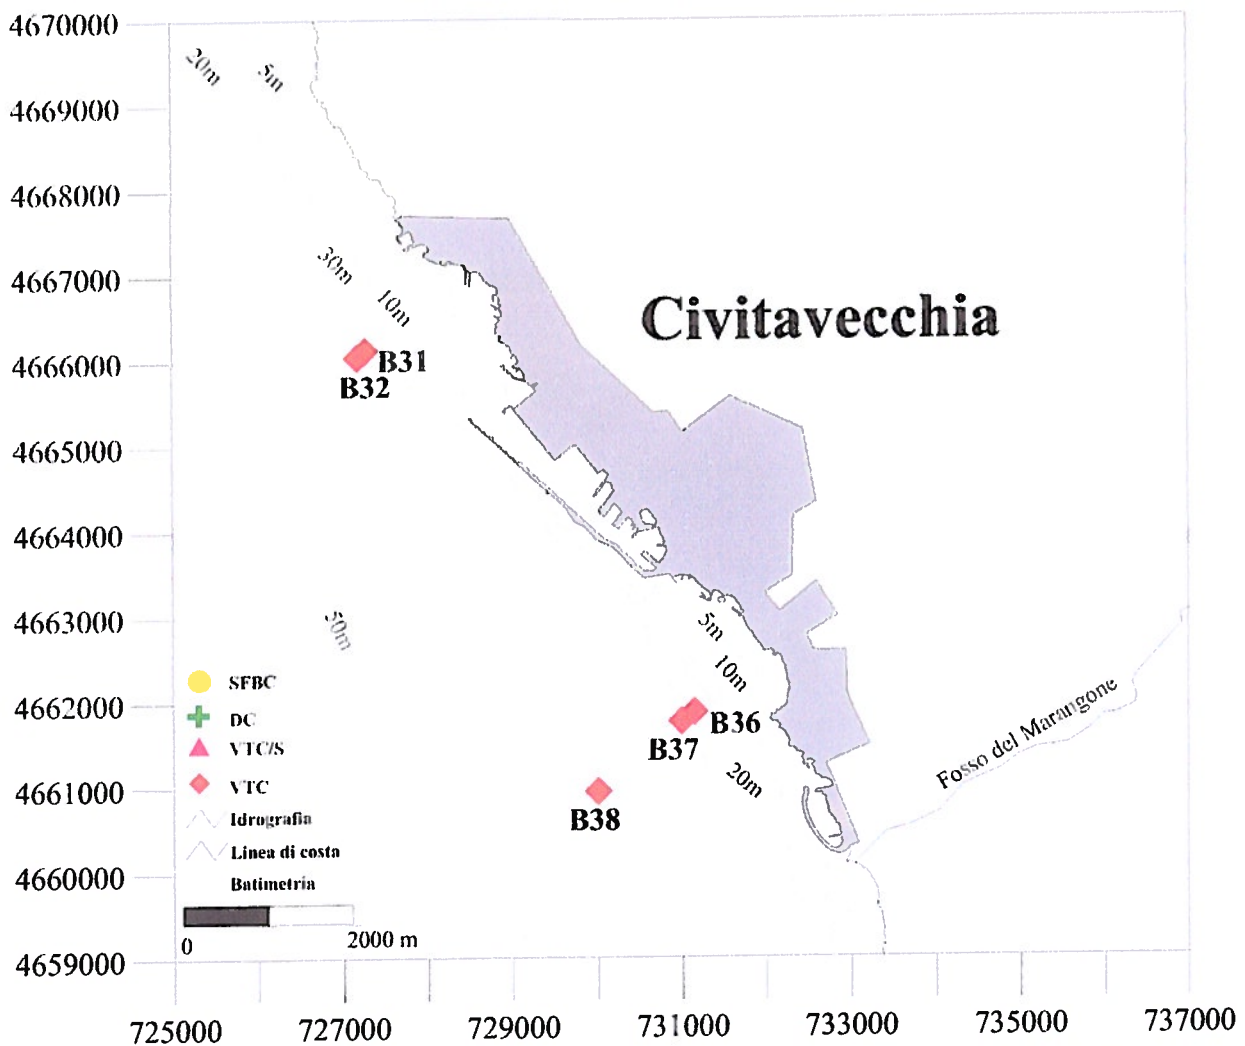 4670000
20m
5m
4669000
4668000
30m
4667000
10m
Civitavecchia
4666000
B31
B32
4665000
4664000
4663000
50m
5m
10m
SFBC
4662000
DC
B36
Fosso del Marangone
VTC/S
B37
20m
VTC
4661000
B38
Idrografia
Linea di costa
4660000
Batimetria
0
2000 m
4659000
725000
727000
729000
731000
733000
735000
737000